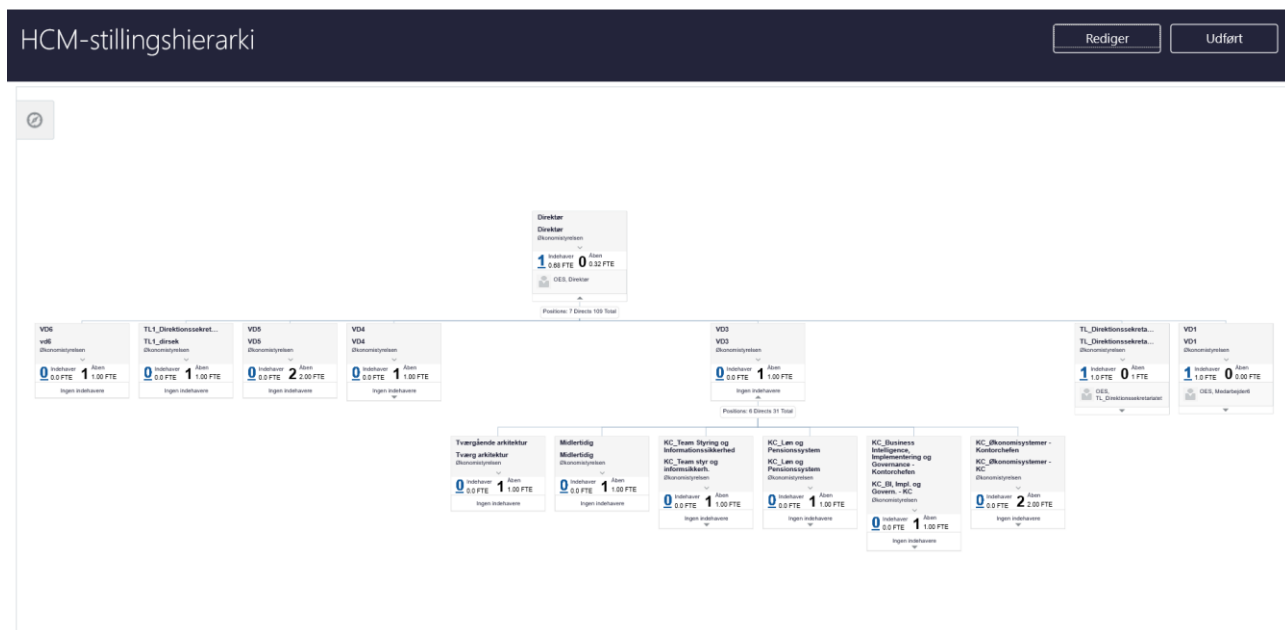 HCM-stillingshierarki
Rediger
Udført
Direktør
Direktør
Økonomistyrelsen
1 Indehaver 0.68 FTE 0 Åben 0.32 FTE
OES, Direktør
Positions: 7 Directs 109 Total
VD6
vd6
Økonomistyrelsen
0 Indehaver 0.0 FTE 1 Åben 1.00 FTE
Ingen indehavere
TL1_Direktionssekret...
TL1_dirsek
Økonomistyrelsen
0 Indehaver 0.0 FTE 1 Åben 1.00 FTE
Ingen indehavere
VD5
VD5
Økonomistyrelsen
0 Indehaver 0.0 FTE 2 Åben 2.00 FTE
Ingen indehavere
VD4
VD4
Økonomistyrelsen
0 Indehaver 0.0 FTE 1 Åben 1.00 FTE
Ingen indehavere
VD3
VD3
Økonomistyrelsen
0 Indehaver 0.0 FTE 1 Åben 1.00 FTE
Ingen indehavere
TL_Direktionssekreta...
TL_Direktionssekreta...
Økonomistyrelsen
1 Indehaver 1.0 FTE 0 Åben 1 FTE
OES,
TL_Direktionssekretariatet
VD1
VD1
Økonomistyrelsen
1 Indehaver 1.0 FTE 0 Åben 0.00 FTE
OES, Medarbejder6
Positions: 6 Directs 31 Total
Tværgående arkitektur
Tværg arkitektur
Økonomistyrelsen
0 Indehaver 0.0 FTE 1 Åben 1.00 FTE
Ingen indehavere
Midlertidig
Midlertidig
Økonomistyrelsen
0 Indehaver 0.0 FTE 1 Åben 1.00 FTE
Ingen indehavere
KC_Team Styring og
Informationssikkerhed
KC_Team styr og
informsikkerh.
Økonomistyrelsen
0 Indehaver 0.0 FTE 1 Åben 1.00 FTE
Ingen indehavere
KC_Løn og
Pensionssystem
KC_Løn og
Pensionssystem
Økonomistyrelsen
0 Indehaver 0.0 FTE 1 Åben 1.00 FTE
Ingen indehavere
KC_Business
Intelligence,
Implementering og
Governance -
Kontorchefen
KC_BI, Impl. og
Govern. - KC
Økonomistyrelsen
0 Indehaver 0.0 FTE 1 Åben 1.00 FTE
Ingen indehavere
KC_Økonomisystemer -
Kontorchefen
KC_Økonomisystemer -
KC
Økonomistyrelsen
0 Indehaver 0.0 FTE 2 Åben 2.00 FTE
Ingen indehavere